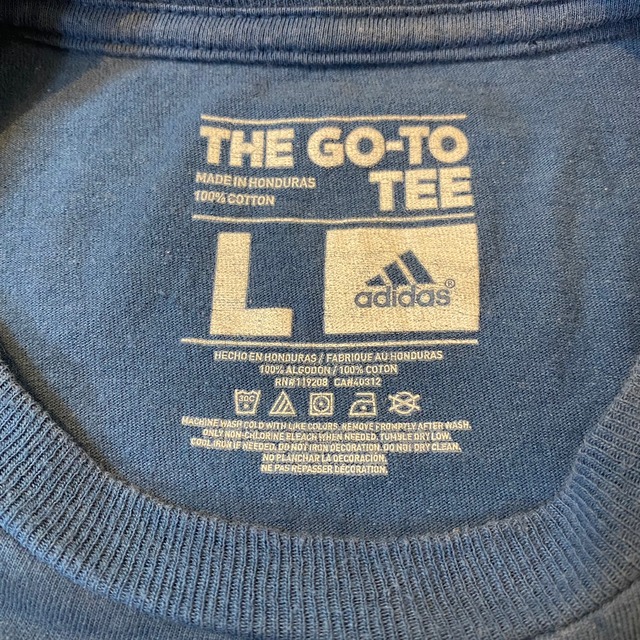 THE GO-TO
MADE IN HONDURAS
100% COTTON
TEE
L
adidas®
HECHO EN HONDURAS / FABRIQUE AU HONDURAS
100% ALGODON / 100% COTON
RN#119208 CA#40312
30C
MACHINE WASH COLD WITH LIKE COLORS. REMOVE PROMPTLY AFTER WASH.
ONLY NON-CHLORINE BLEACH WHEN NEEDED. TUMBLE DRY LOW.
COOL IRON IF NEEDED. DO NOT IRON DECORATION. DO NOT DRY CLEAN.
NO PLANCHAR LA DECORACIÓN.
NE PAS REPASSER DÉCORATION.